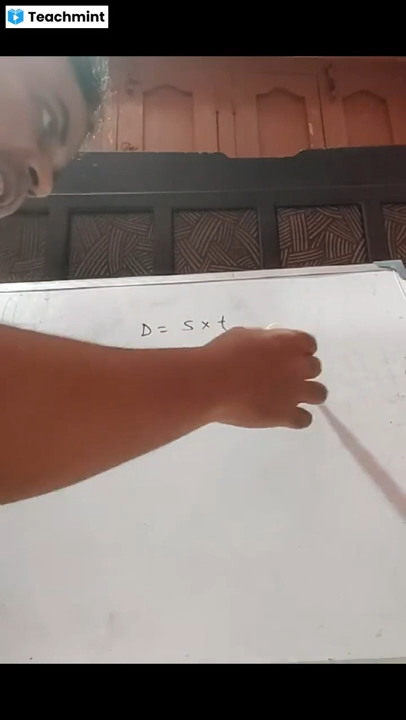 Teachmint
D = S × t